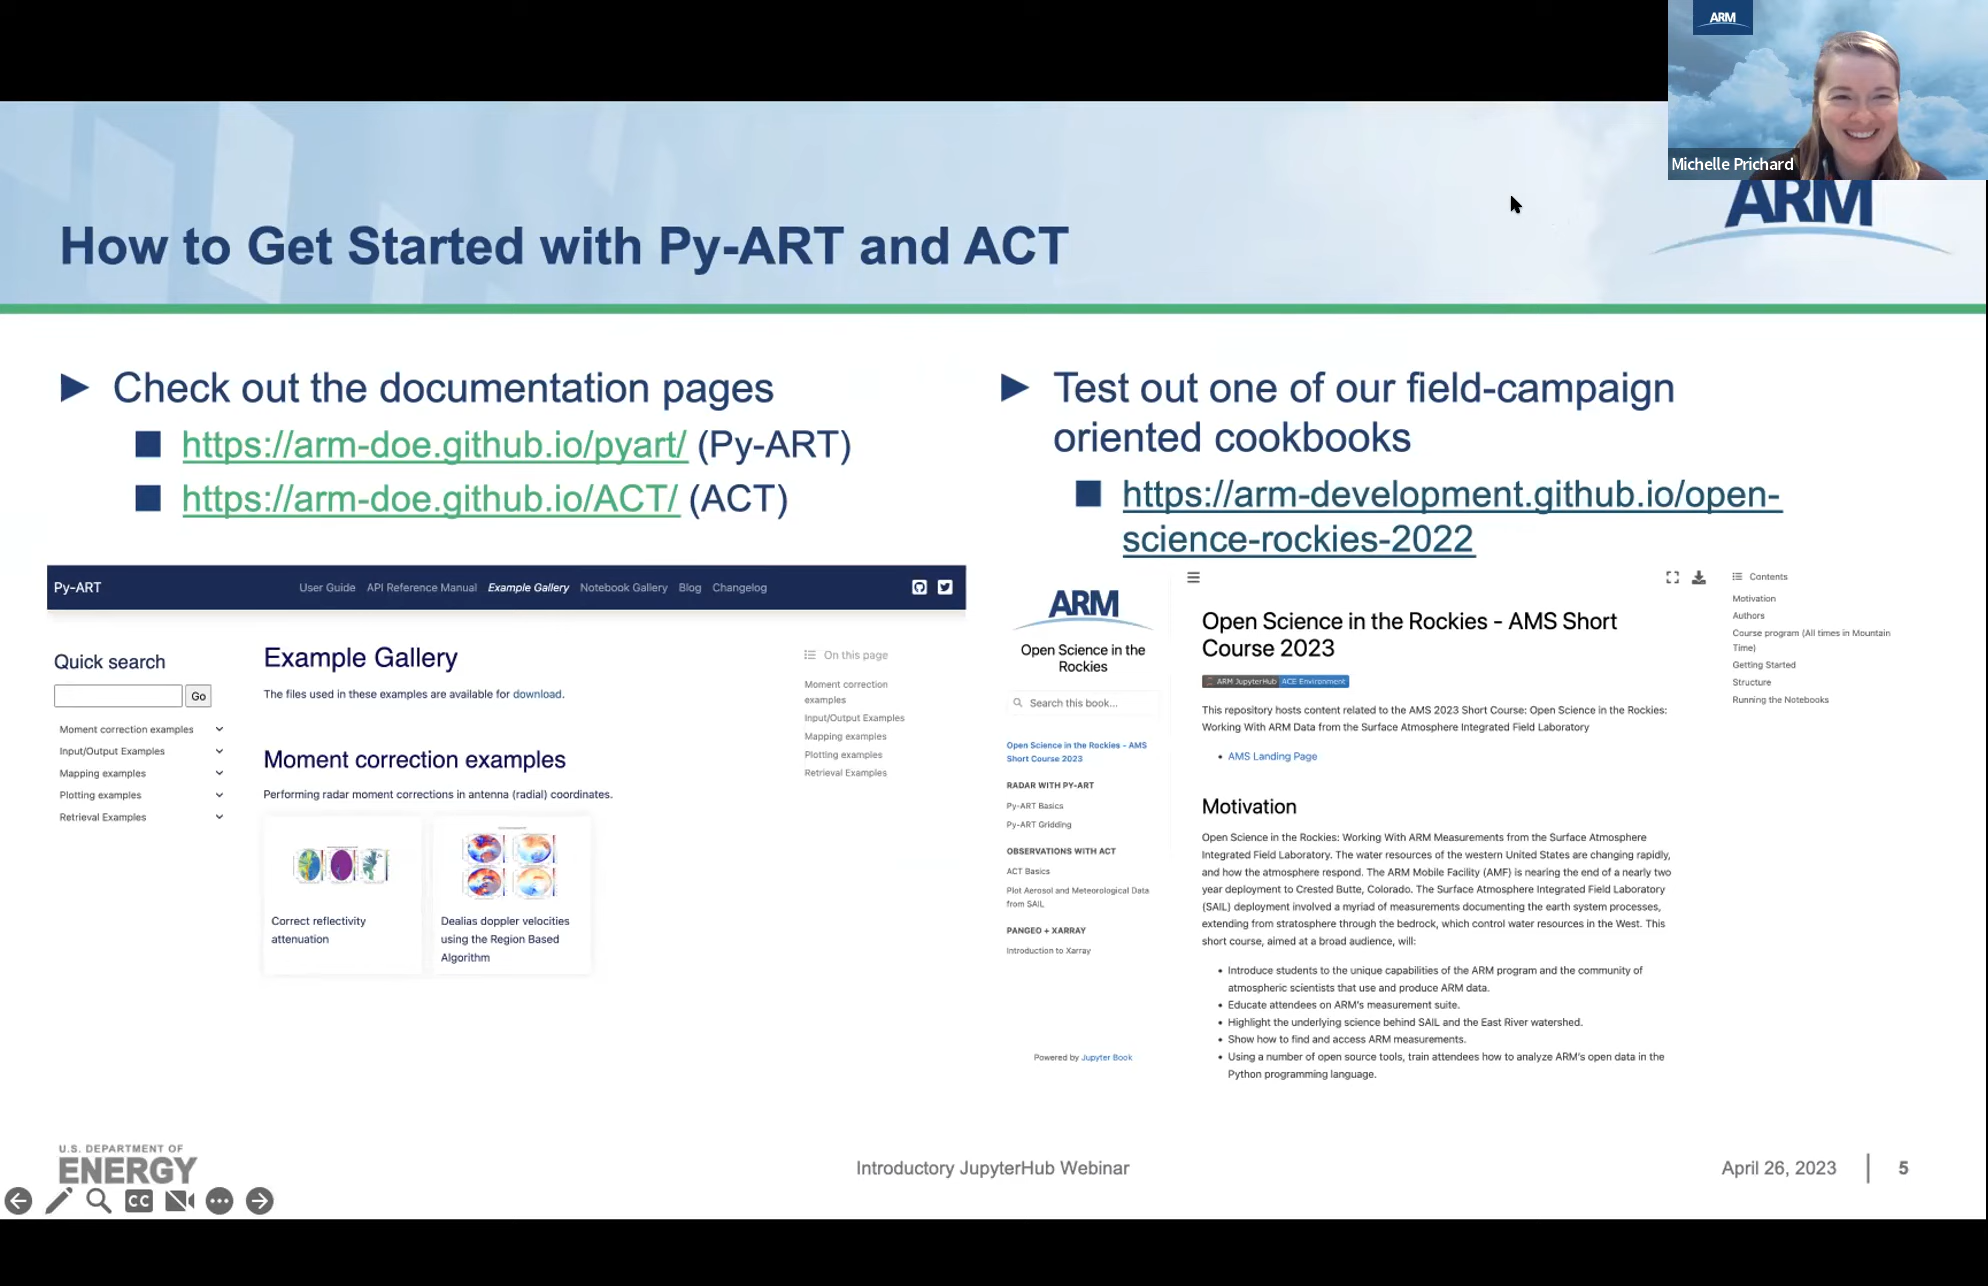 ARM
Michelle Prichard
ARM
How to Get Started with Py-ART and ACT
Check out the documentation pages
https://arm-doe.github.io/pyart/ (Py-ART)
https://arm-doe.github.io/ACT/ (ACT)
Test out one of our field-campaign
oriented cookbooks
https://arm-development.github.io/open-
science-rockies-2022
Py-ART
User Guide API Reference Manual Example Gallery Notebook Gallery Blog Changelog
Quick search
Go
Moment correction examples
Input/Output Examples
Mapping examples
Plotting examples
Retrieval Examples
Example Gallery
The files used in these examples are available for download.
Moment correction examples
Performing radar moment corrections in antenna (radial) coordinates.
Correct reflectivity
attenuation
Dealias doppler velocities
using the Region Based
Algorithm
On this page
Moment correction
examples
Input/Output Examples
Mapping examples
Plotting examples
Retrieval Examples
ARM
Open Science in the
Rockies
Search this book...
Open Science in the Rockies - AMS
Short Course 2023
RADAR WITH PY-ART
Py-ART Basics
Py-ART Gridding
OBSERVATIONS WITH ACT
ACT Basics
Plot Aerosol and Meteorological Data
from SAIL
PANGEO + XARRAY
Introduction to Xarray
Powered by Jupyter Book
Open Science in the Rockies - AMS Short
Course 2023
ARM JupyterHub ACE Environment
This repository hosts content related to the AMS 2023 Short Course: Open Science in the Rockies:
Working With ARM Data from the Surface Atmosphere Integrated Field Laboratory
AMS Landing Page
Motivation
Open Science in the Rockies: Working With ARM Measurements from the Surface Atmosphere
Integrated Field Laboratory. The water resources of the western United States are changing rapidly,
and how the atmosphere respond. The ARM Mobile Facility (AMF) is nearing the end of a nearly two
year deployment to Crested Butte, Colorado. The Surface Atmosphere Integrated Field Laboratory
(SAIL) deployment involved a myriad of measurements documenting the earth system processes,
extending from stratosphere through the bedrock, which control water resources in the West. This
short course, aimed at a broad audience, will:
Introduce students to the unique capabilities of the ARM program and the community of
atmospheric scientists that use and produce ARM data.
Educate attendees on ARM's measurement suite.
Highlight the underlying science behind SAIL and the East River watershed.
Show how to find and access ARM measurements.
Using a number of open source tools, train attendees how to analyze ARM's open data in the
Python programming language.
Contents
Motivation
Authors
Course program (All times in Mountain
Time)
Getting Started
Structure
Running the Notebooks
U.S. DEPARTMENT OF
ENERGY
CC
Introductory JupyterHub Webinar
April 26, 2023
5